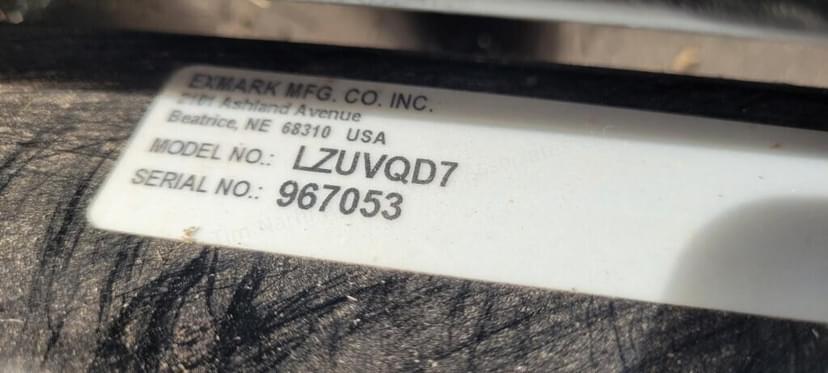 EXMARK MFG. CO. INC.
2101 Ashland Avenue
Beatrice, NE 68310 USA
MODEL NO.: LZUVQD7
SERIAL NO.: 967053